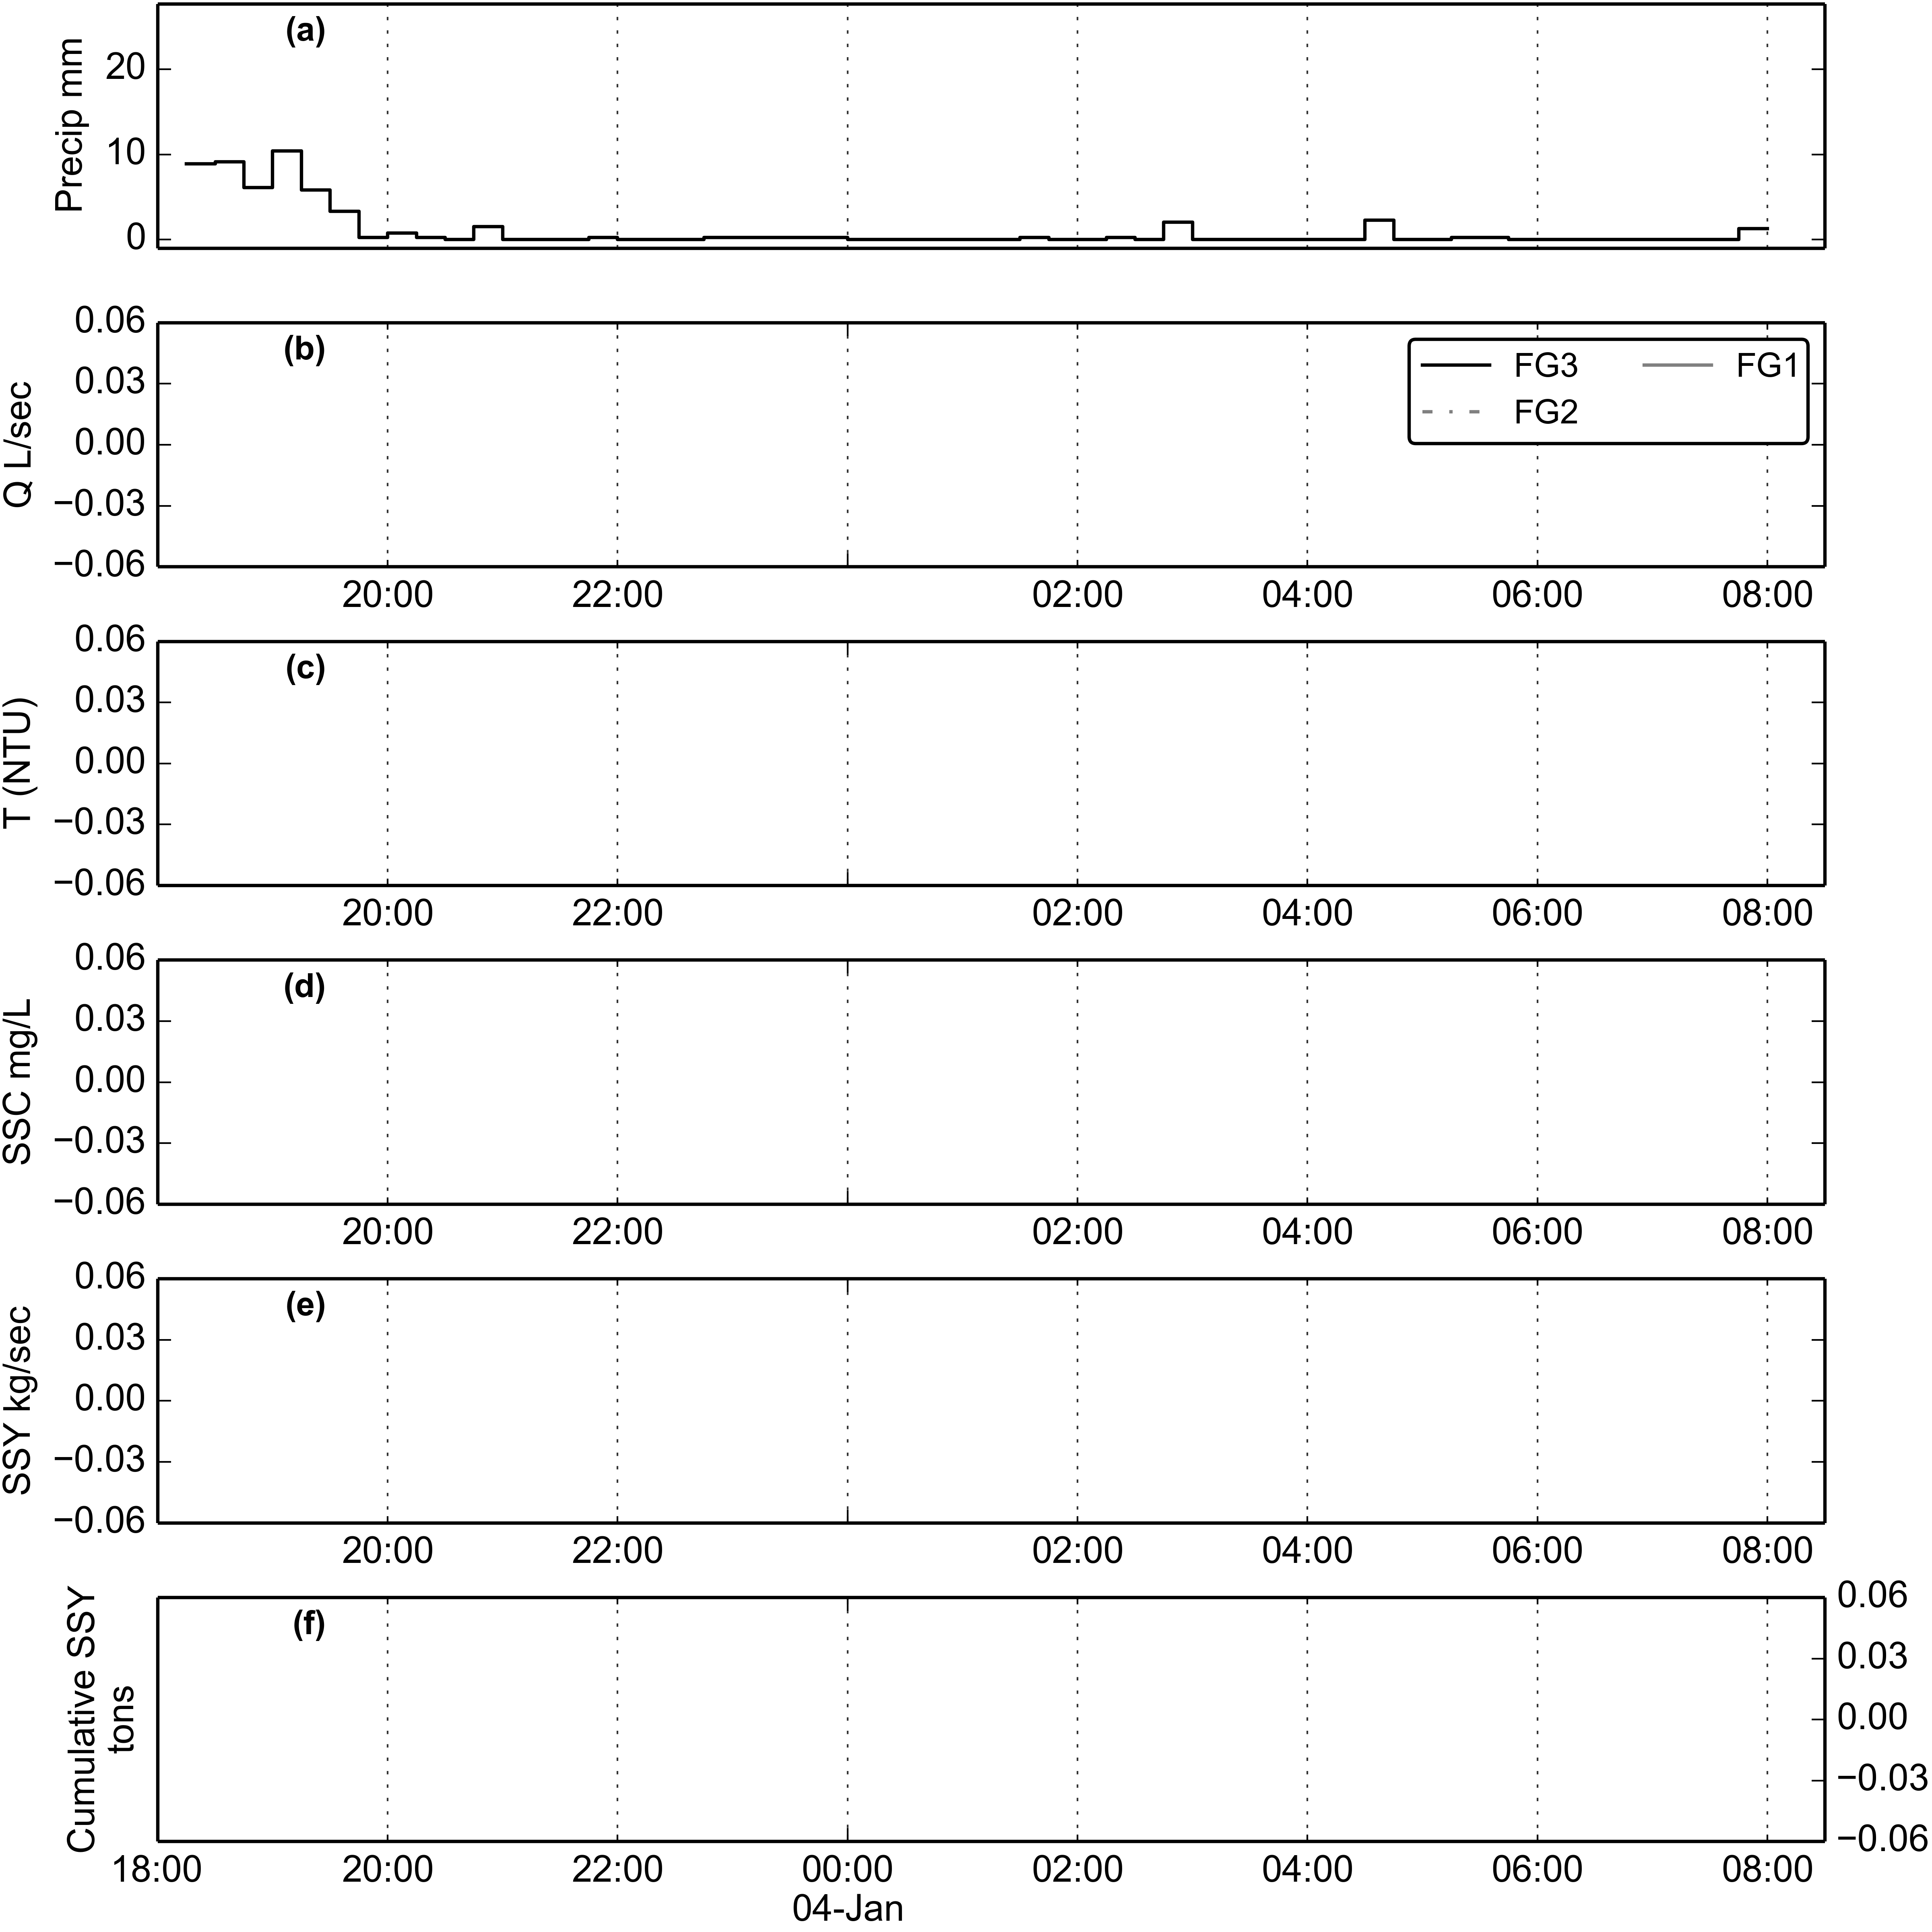 (a)
Precip mm
20
10
0
(b)
Q L/sec
0.06
0.03
0.00
−0.03
−0.06
FG3 FG1
FG2
20:00 22:00 02:00 04:00 06:00 08:00
(c)
T (NTU)
0.06
0.03
0.00
−0.03
−0.06
20:00 22:00 02:00 04:00 06:00 08:00
(d)
SSC mg/L
0.06
0.03
0.00
−0.03
−0.06
20:00 22:00 02:00 04:00 06:00 08:00
(e)
SSY kg/sec
0.06
0.03
0.00
−0.03
−0.06
20:00 22:00 02:00 04:00 06:00 08:00
(f)
Cumulative SSY
tons
0.06
0.03
0.00
−0.03
−0.06
18:00 20:00 22:00 00:00 02:00 04:00 06:00 08:00
04-Jan